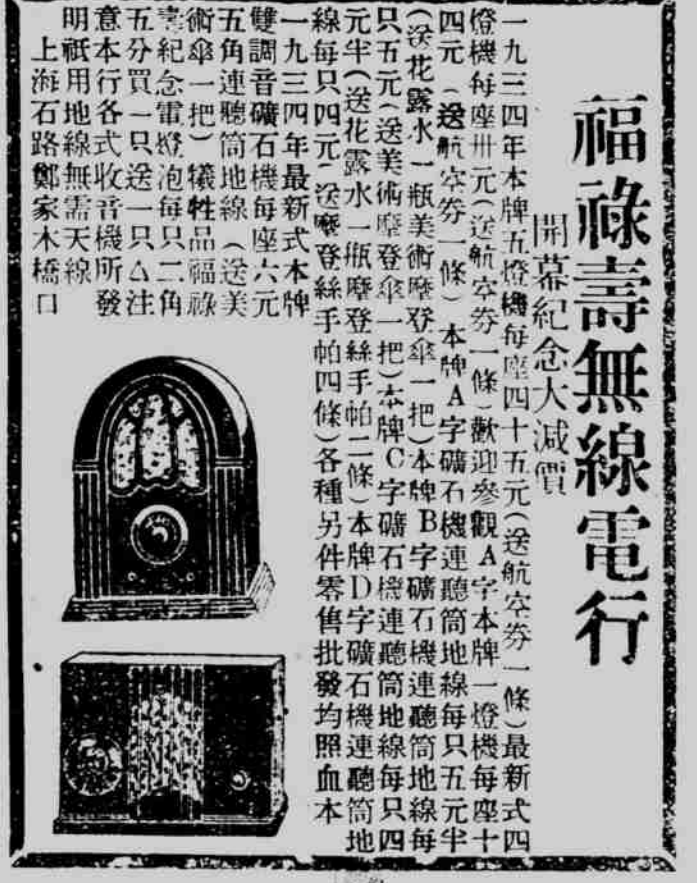 福祿壽無線電行
開幕紀念大減價
一九三四年本牌五燈機每座四十五元(送航空券一條)最新式四
燈機每座卅元(送航空券一條)歡迎參觀A字本牌一燈機每座十
四元(送航空券一條)本牌A字礦石機連聽筒地線每只五元半
(送花露水一瓶美術摩登傘一把)本牌B字礦石機連聽筒地線每
只五元(送美術摩登傘一把)本牌C字礦石機連聽筒地線每只四
元半(送花露水一瓶摩登絲手帕二條)本牌D字礦石機連聽筒地
線每只四元(送摩登絲手帕四條)各種另件零售批發均照血本
一九三四年最新式本牌
雙調音礦石機每座六元
五角連聽筒地線(送美
術傘一把)犧牲品福祿
壽紀念電燈泡每只二角
五分買一只送一只△注
意本行各式收音機所發
明祇用地線無需天線
上海石路鄭家木橋口